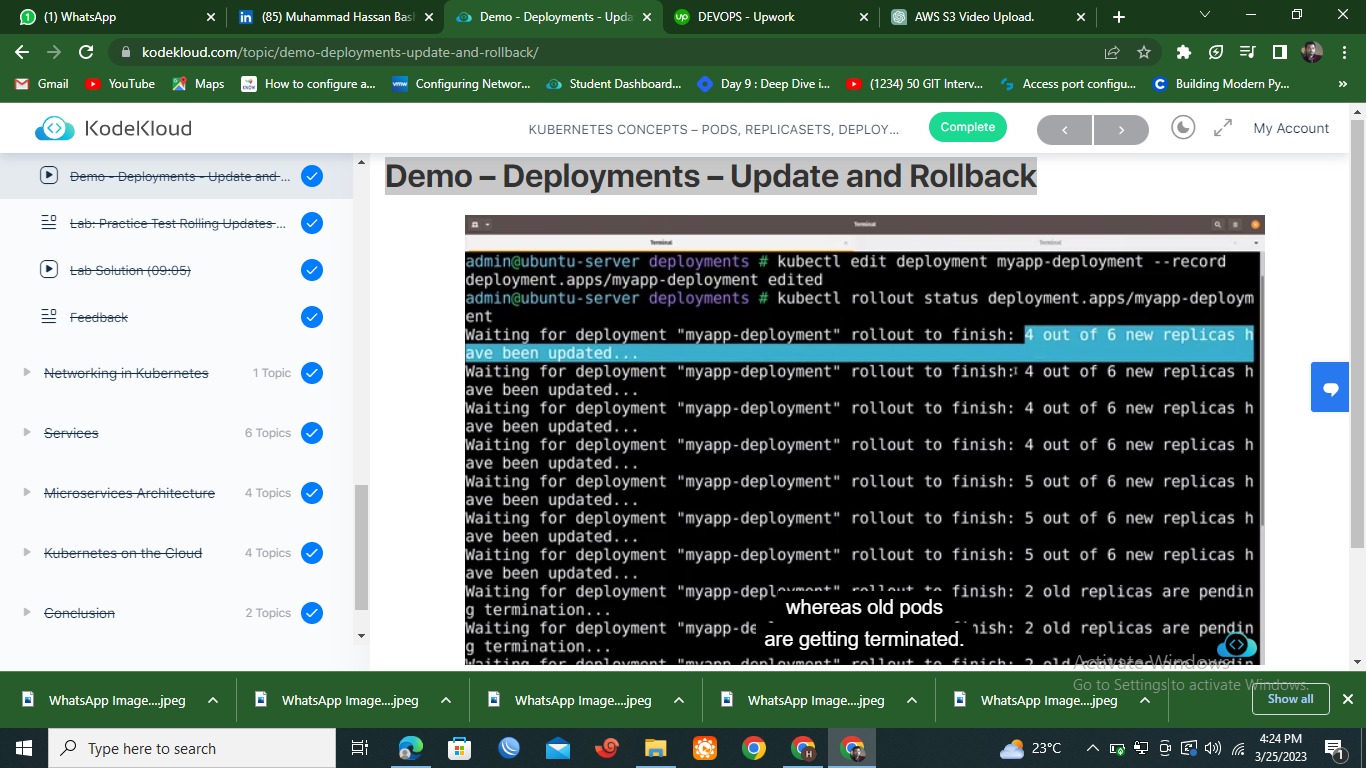 (1) WhatsApp
(85) Muhammad Hassan Bas
Demo - Deployments - Upda
DEVOPS - Upwork
AWS S3 Video Upload.
kodekloud.com/topic/demo-deployments-update-and-rollback/
Gmail
YouTube
Maps
How to configure a...
Configuring Networ...
Student Dashboard...
Day 9 : Deep Dive i...
(1234) 50 GIT Interv...
Access port configu...
Building Modern Py...
KodeKloud
KUBERNETES CONCEPTS – PODS, REPLICASETS, DEPLOY...
Complete
My Account
Demo - Deployments - Update and ...
Lab: Practice Test Rolling Updates ...
Lab Solution (09:05)
Feedback
Networking in Kubernetes 1 Topic
Services 6 Topics
Microservices Architecture 4 Topics
Kubernetes on the Cloud 4 Topics
Conclusion 2 Topics
Demo – Deployments – Update and Rollback
Terminal
Terminal
Terminal
admin@ubuntu-server deployments # kubectl edit deployment myapp-deployment --record
deployment.apps/myapp-deployment edited
admin@ubuntu-server deployments # kubectl rollout status deployment.apps/myapp-deploym
ent
Waiting for deployment "myapp-deployment" rollout to finish: 4 out of 6 new replicas h
ave been updated...
Waiting for deployment "myapp-deployment" rollout to finish: 4 out of 6 new replicas h
ave been updated...
Waiting for deployment "myapp-deployment" rollout to finish: 4 out of 6 new replicas h
ave been updated...
Waiting for deployment "myapp-deployment" rollout to finish: 4 out of 6 new replicas h
ave been updated...
Waiting for deployment "myapp-deployment" rollout to finish: 5 out of 6 new replicas h
ave been updated...
Waiting for deployment "myapp-deployment" rollout to finish: 5 out of 6 new replicas h
ave been updated...
Waiting for deployment "myapp-deployment" rollout to finish: 5 out of 6 new replicas h
ave been updated...
Waiting for deployment "myapp-deployment" rollout to finish: 2 old replicas are pendin
g termination...
Waiting for deployment "myapp-de nish: 2 old replicas are pendin
g termination...
whereas old pods
are getting terminated.
Activate Windows
Go to Settings to activate Windows.
WhatsApp Image....jpeg
WhatsApp Image....jpeg
WhatsApp Image....jpeg
WhatsApp Image....jpeg
WhatsApp Image....jpeg
Show all
Type here to search
23°C
4:24 PM
3/25/2023
1